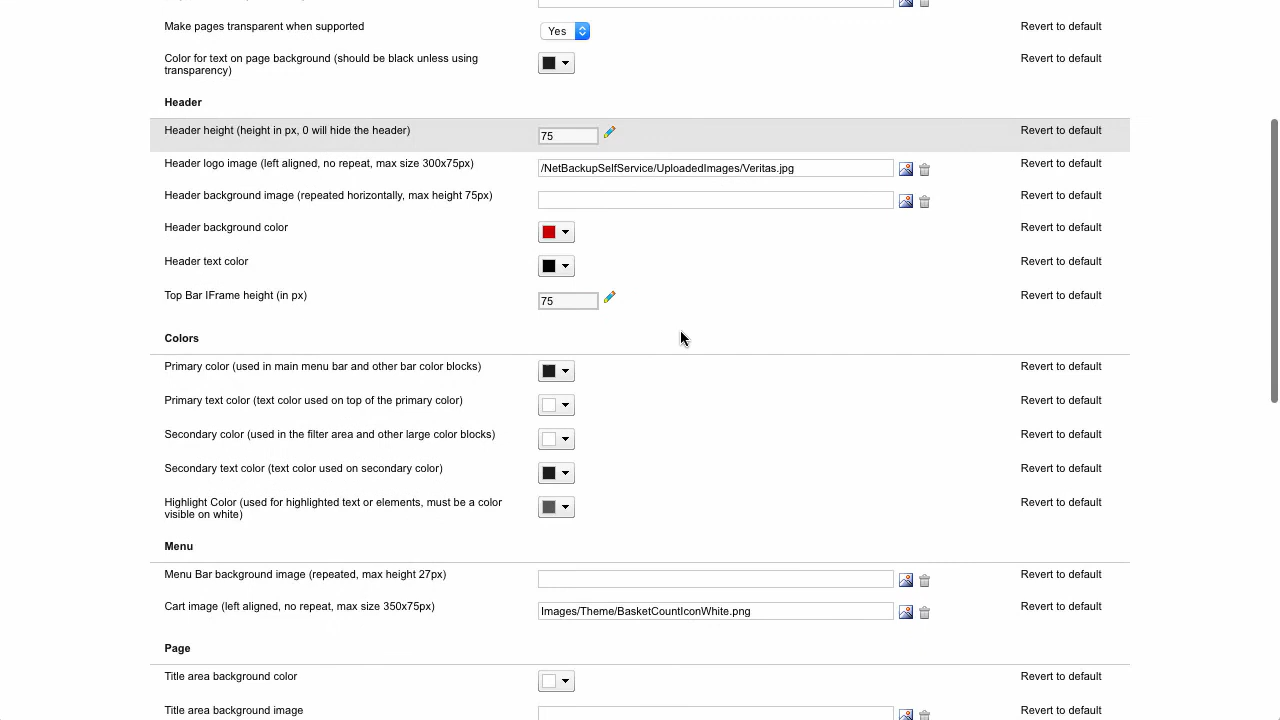 Make pages transparent when supported
Yes
Revert to default
Color for text on page background (should be black unless using
transparency)
Revert to default
Header
Header height (height in px, 0 will hide the header)
75
Revert to default
Header logo image (left aligned, no repeat, max size 300x75px)
/NetBackupSelfService/UploadedImages/Veritas.jpg
Revert to default
Header background image (repeated horizontally, max height 75px)
Revert to default
Header background color
Revert to default
Header text color
Revert to default
Top Bar IFrame height (in px)
75
Revert to default
Colors
Primary color (used in main menu bar and other bar color blocks)
Revert to default
Primary text color (text color used on top of the primary color)
Revert to default
Secondary color (used in the filter area and other large color blocks)
Revert to default
Secondary text color (text color used on secondary color)
Revert to default
Highlight Color (used for highlighted text or elements, must be a color
visible on white)
Revert to default
Menu
Menu Bar background image (repeated, max height 27px)
Revert to default
Cart image (left aligned, no repeat, max size 350x75px)
Images/Theme/BasketCountIconWhite.png
Revert to default
Page
Title area background color
Revert to default
Title area background image
Revert to default